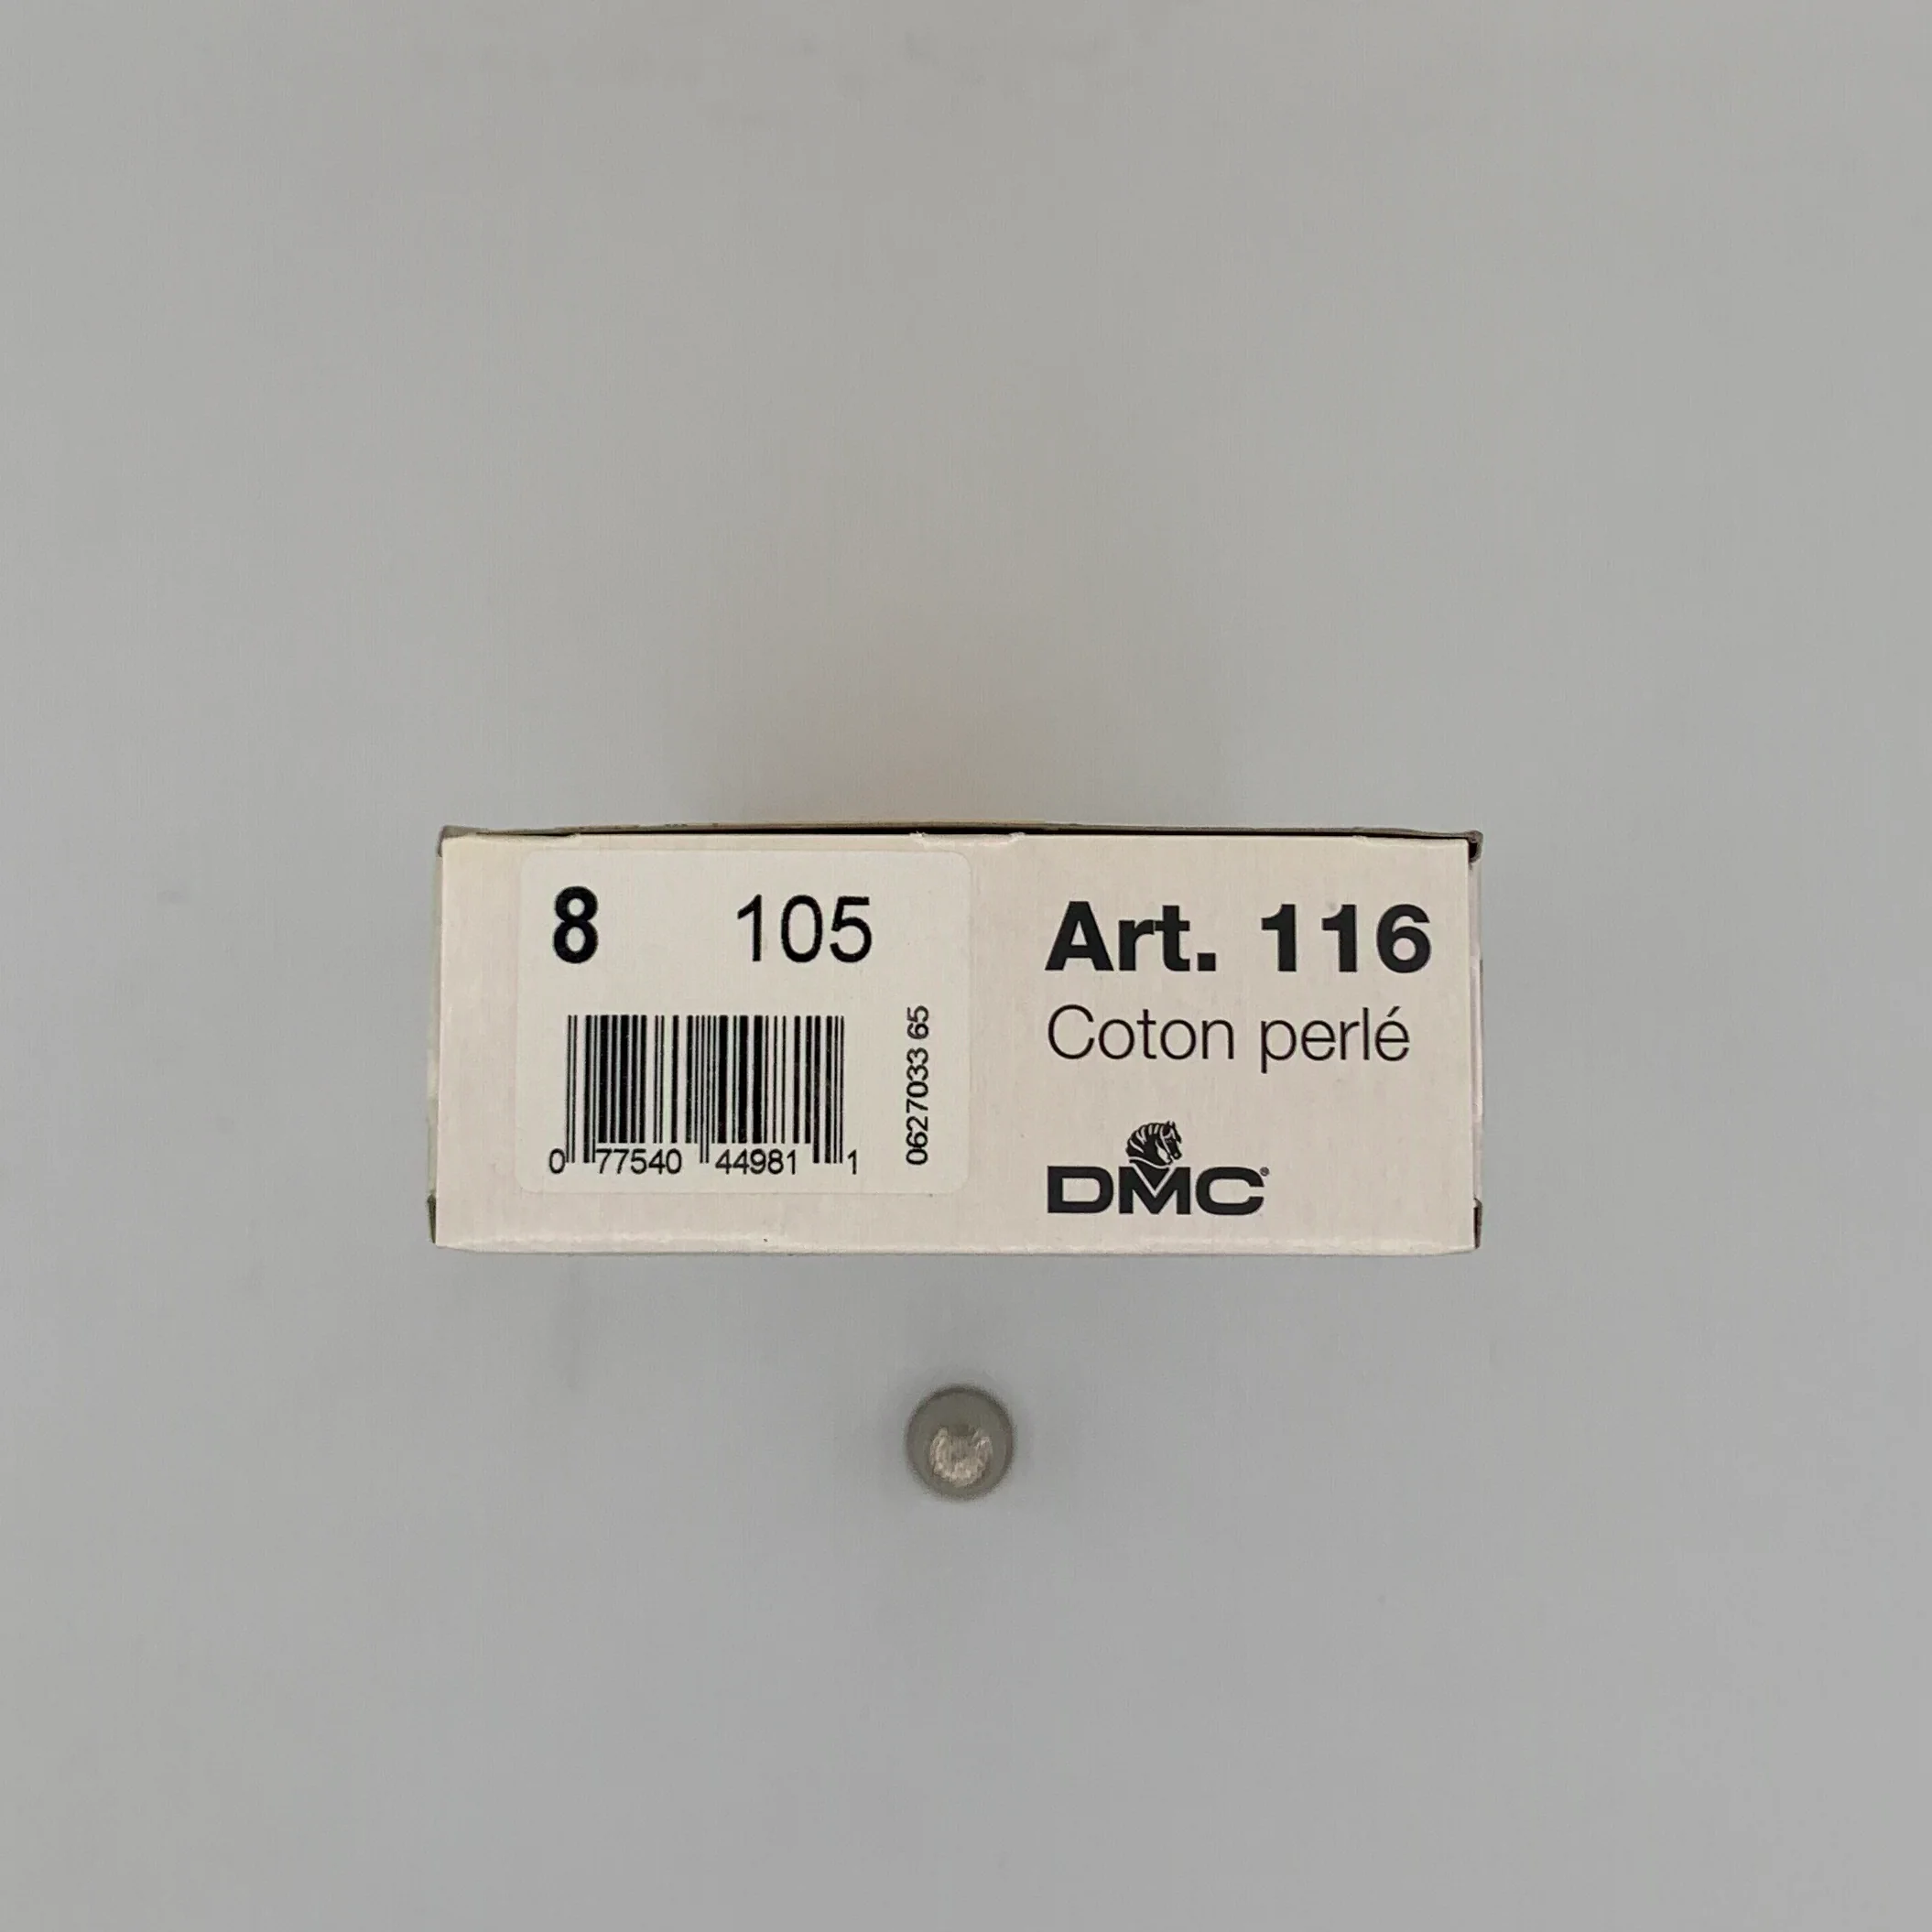 8 105
0 77540 44981 1
0627033 65
Art. 116
Coton perlé
DMC®